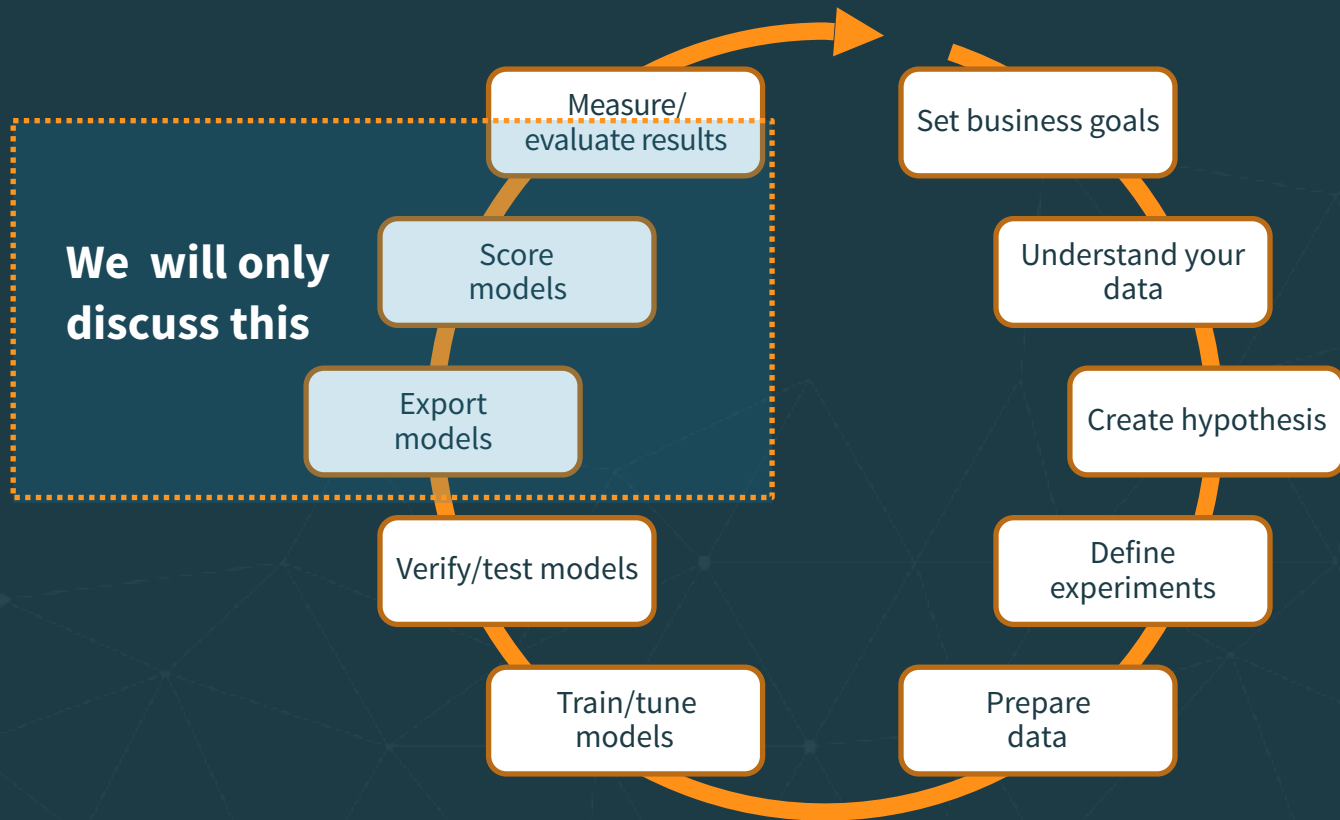 Measure/
evaluate results
Set business goals
We  will only
discuss this
Score
models
Understand your
data
Export
models
Create hypothesis
Verify/test models
Define
experiments
Train/tune
models
Prepare
data